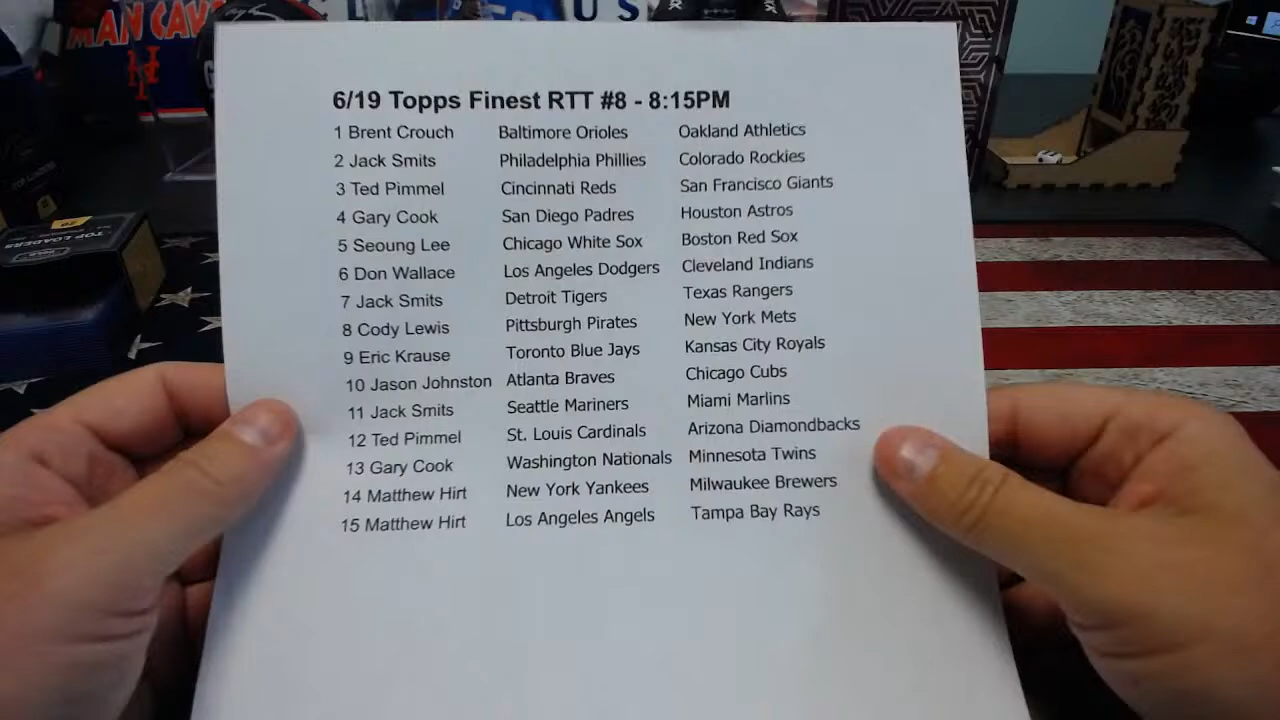 MAN CAV
U S
TOP LOADERS
6/19 Topps Finest RTT #8 - 8:15PM
1 Brent Crouch Baltimore Orioles Oakland Athletics
2 Jack Smits Philadelphia Phillies Colorado Rockies
3 Ted Pimmel Cincinnati Reds San Francisco Giants
4 Gary Cook San Diego Padres Houston Astros
5 Seoung Lee Chicago White Sox Boston Red Sox
6 Don Wallace Los Angeles Dodgers Cleveland Indians
7 Jack Smits Detroit Tigers Texas Rangers
8 Cody Lewis Pittsburgh Pirates New York Mets
9 Eric Krause Toronto Blue Jays Kansas City Royals
10 Jason Johnston Atlanta Braves Chicago Cubs
11 Jack Smits Seattle Mariners Miami Marlins
12 Ted Pimmel St. Louis Cardinals Arizona Diamondbacks
13 Gary Cook Washington Nationals Minnesota Twins
14 Matthew Hirt New York Yankees Milwaukee Brewers
15 Matthew Hirt Los Angeles Angels Tampa Bay Rays